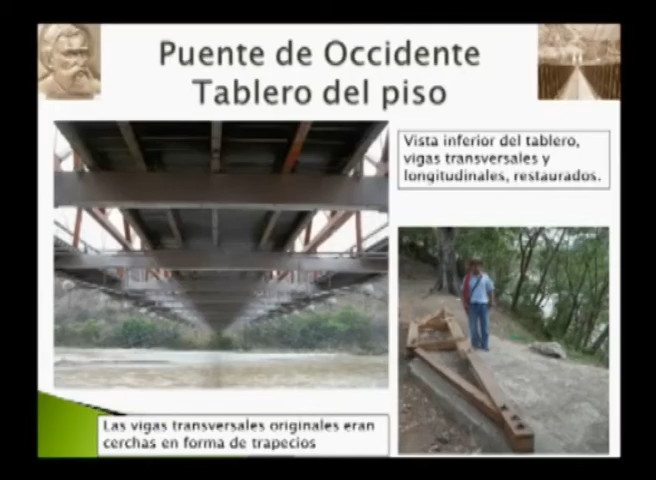 Puente de Occidente
Tablero del piso
Vista inferior del tablero,
vigas transversales y
longitudinales, restaurados.
Las vigas transversales originales eran
cerchas en forma de trapecios